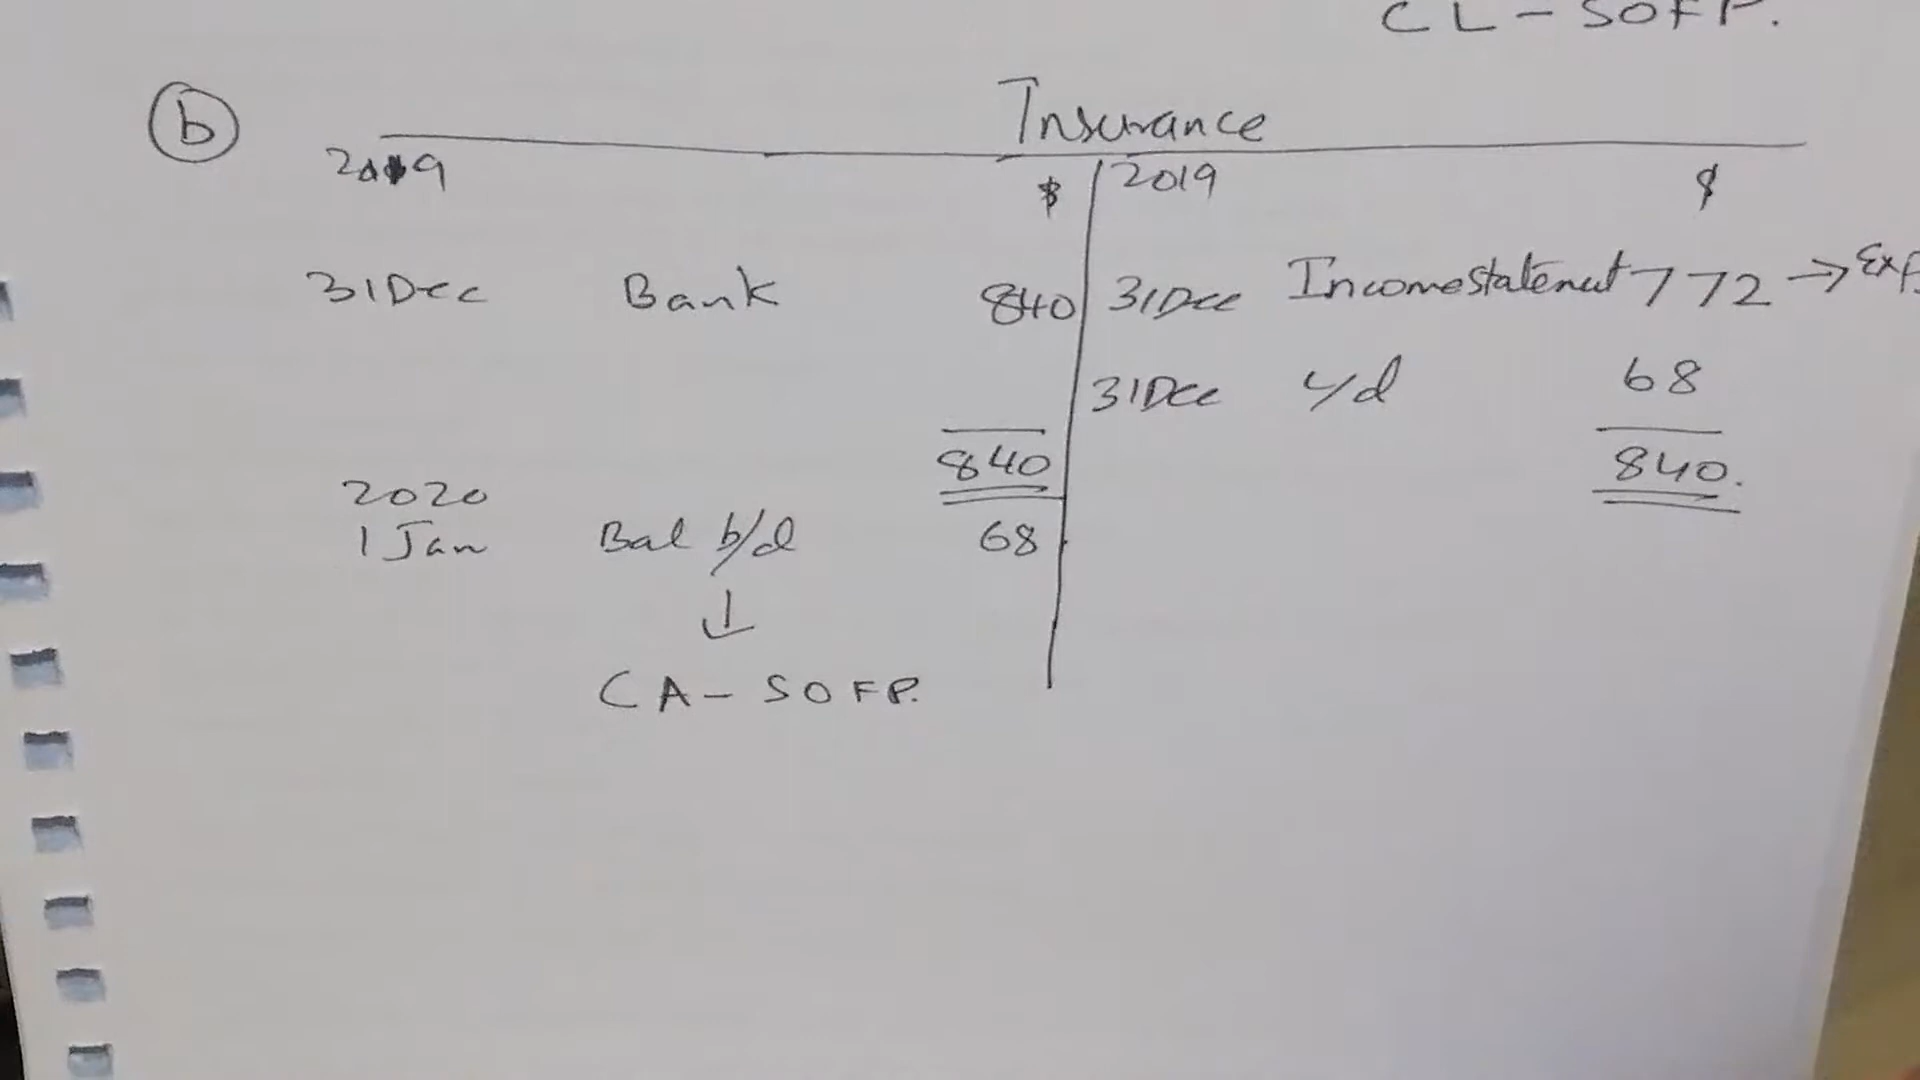 CL - SOFP.
b
Insurance
2019 $ 2019 $
31Dec Bank 840 31Dec Incomestatement 772 → Exp.
31Dec c/d 68
840 840.
2020
1 Jan Bal b/d 68
↓
CA - SOFP.